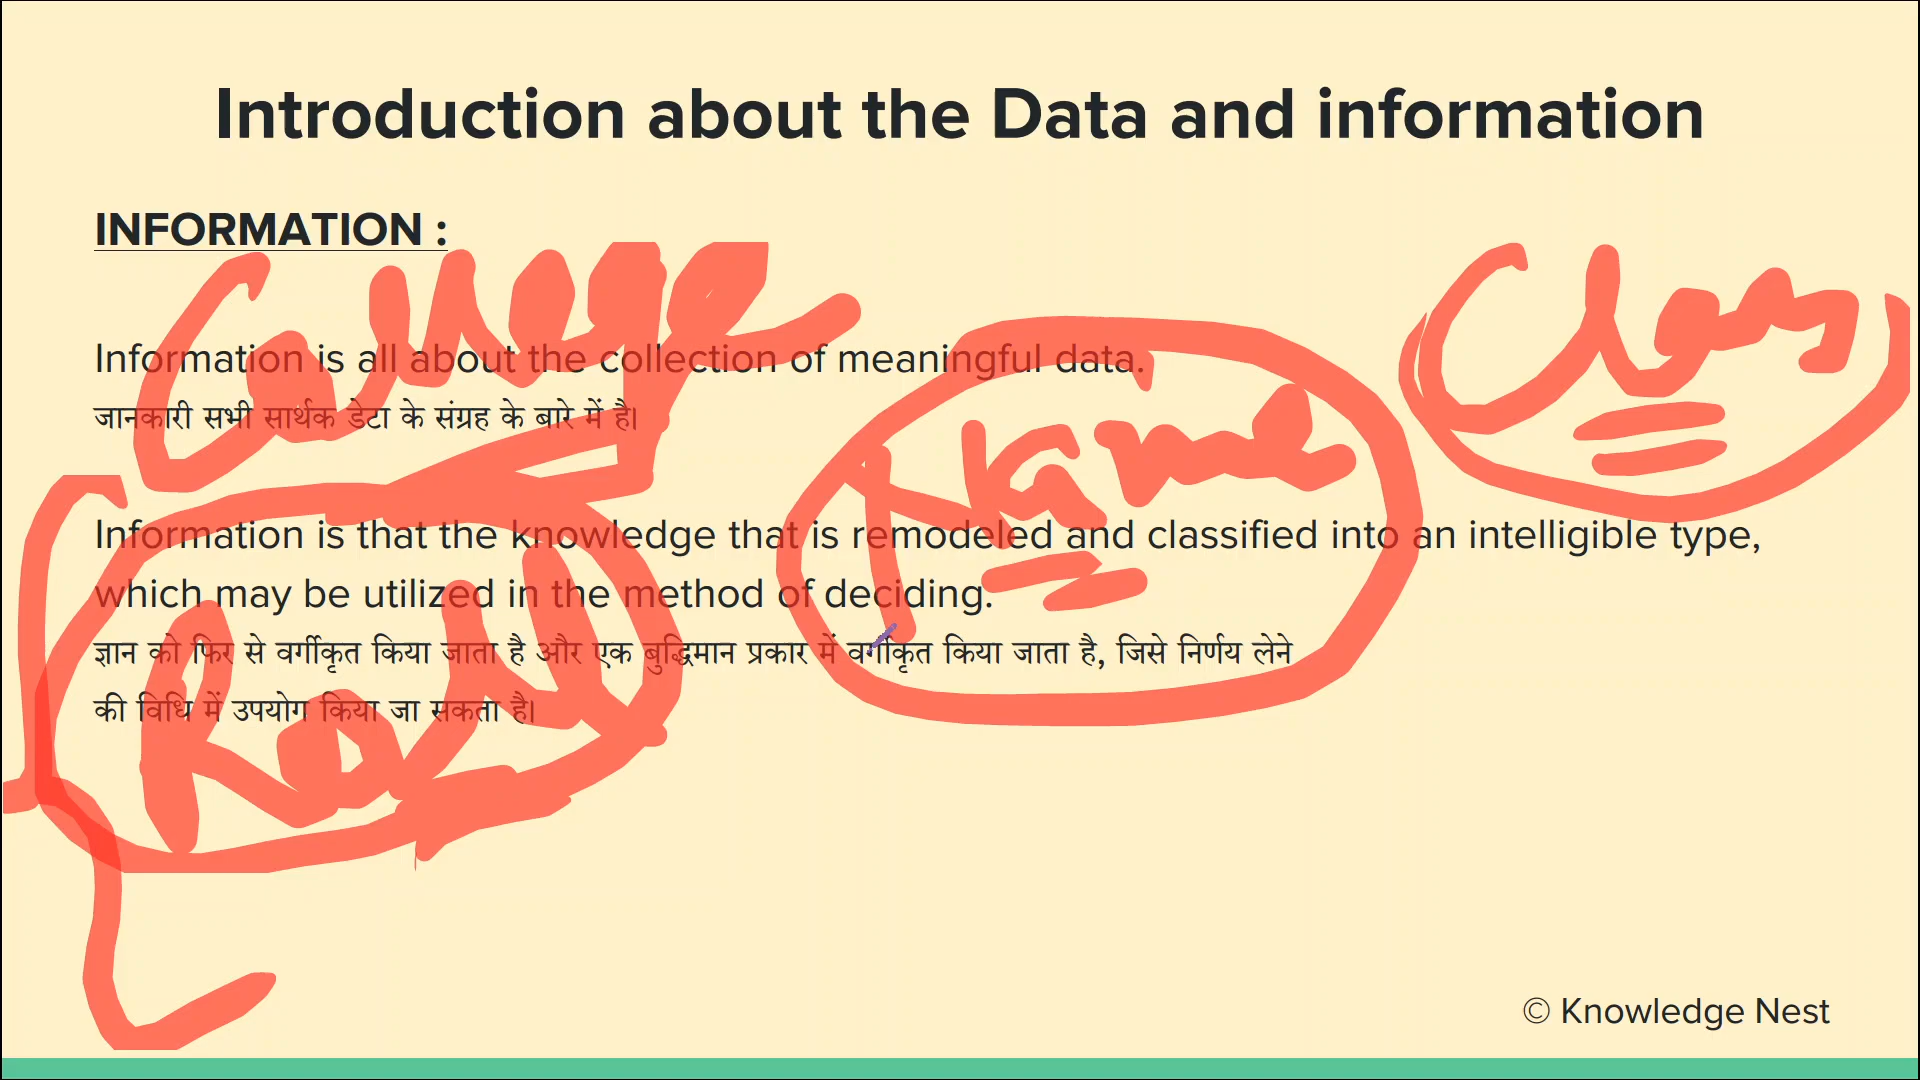 Introduction about the Data and information
INFORMATION :
College
Class
Information is all about the collection of meaningful data.
जानकारी सभी सार्थक डेटा के संग्रह के बारे में है।
Name
Information is that the knowledge that is remodeled and classified into an intelligible type,
which may be utilized in the method of deciding.
ज्ञान को फिर से वर्गीकृत किया जाता है और एक बुद्धिमान प्रकार में वर्गीकृत किया जाता है, जिसे निर्णय लेने
की विधि में उपयोग किया जा सकता है।
Roll
© Knowledge Nest